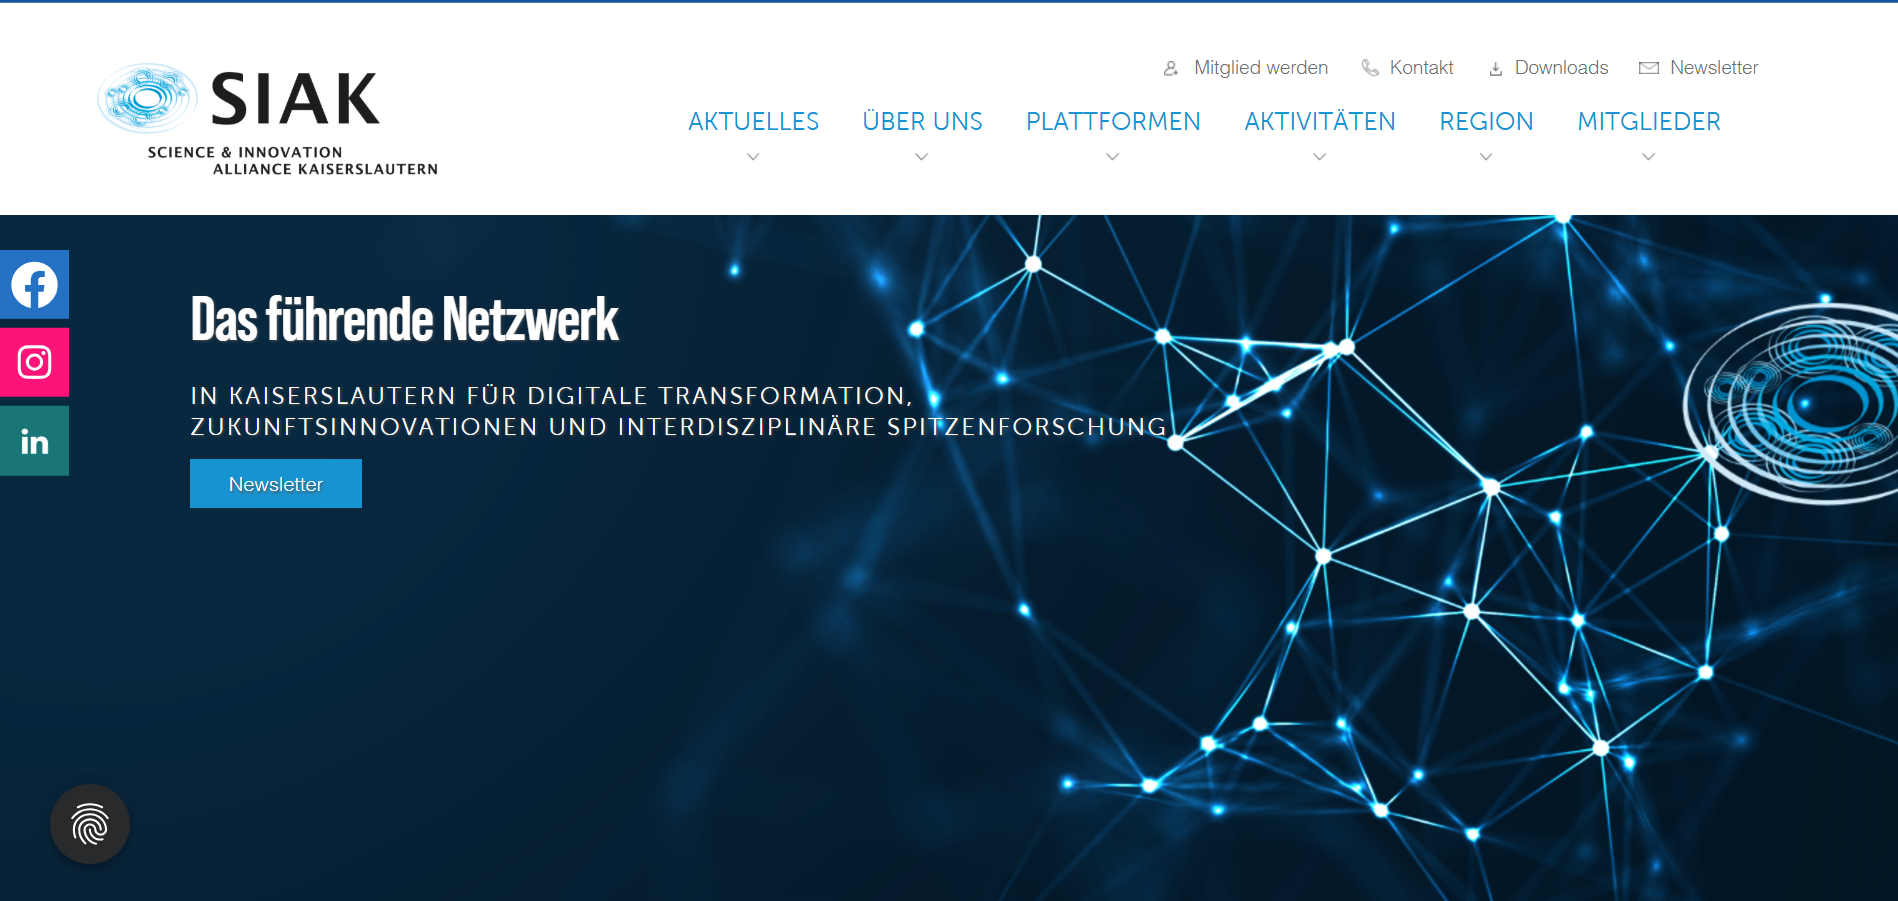 SIAK
SCIENCE & INNOVATION
ALLIANCE KAISERSLAUTERN
Mitglied werden Kontakt Downloads Newsletter
AKTUELLES ÜBER UNS PLATTFORMEN AKTIVITÄTEN REGION MITGLIEDER
Das führende Netzwerk
IN KAISERSLAUTERN FÜR DIGITALE TRANSFORMATION,
ZUKUNFTSINNOVATIONEN UND INTERDISZIPLINÄRE SPITZENFORSCHUNG
in
Newsletter